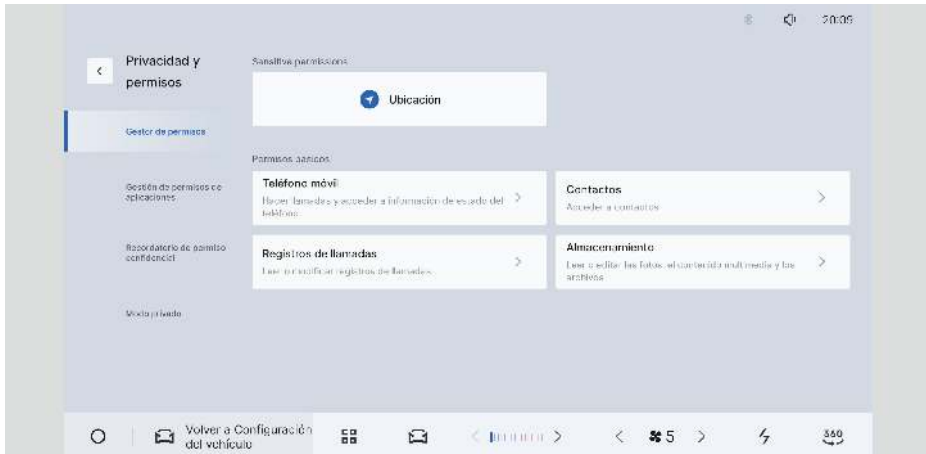 20:09
Privacidad y
permisos
Sensitive permissions
Ubicación
Gestor de permisos
Permisos básicos
Gestión de permisos de
aplicaciones
Teléfono móvil
Hacer llamadas y acceder a información de estado del
teléfono
Contactos
Acceder a contactos
Recordatorio de permiso
confidencial
Registros de llamadas
Leer o modificar registros de llamadas
Almacenamiento
Leer o editar las fotos, el contenido multimedia y los
archivos
Modo privado
Volver a Configuración
del vehículo
5
360